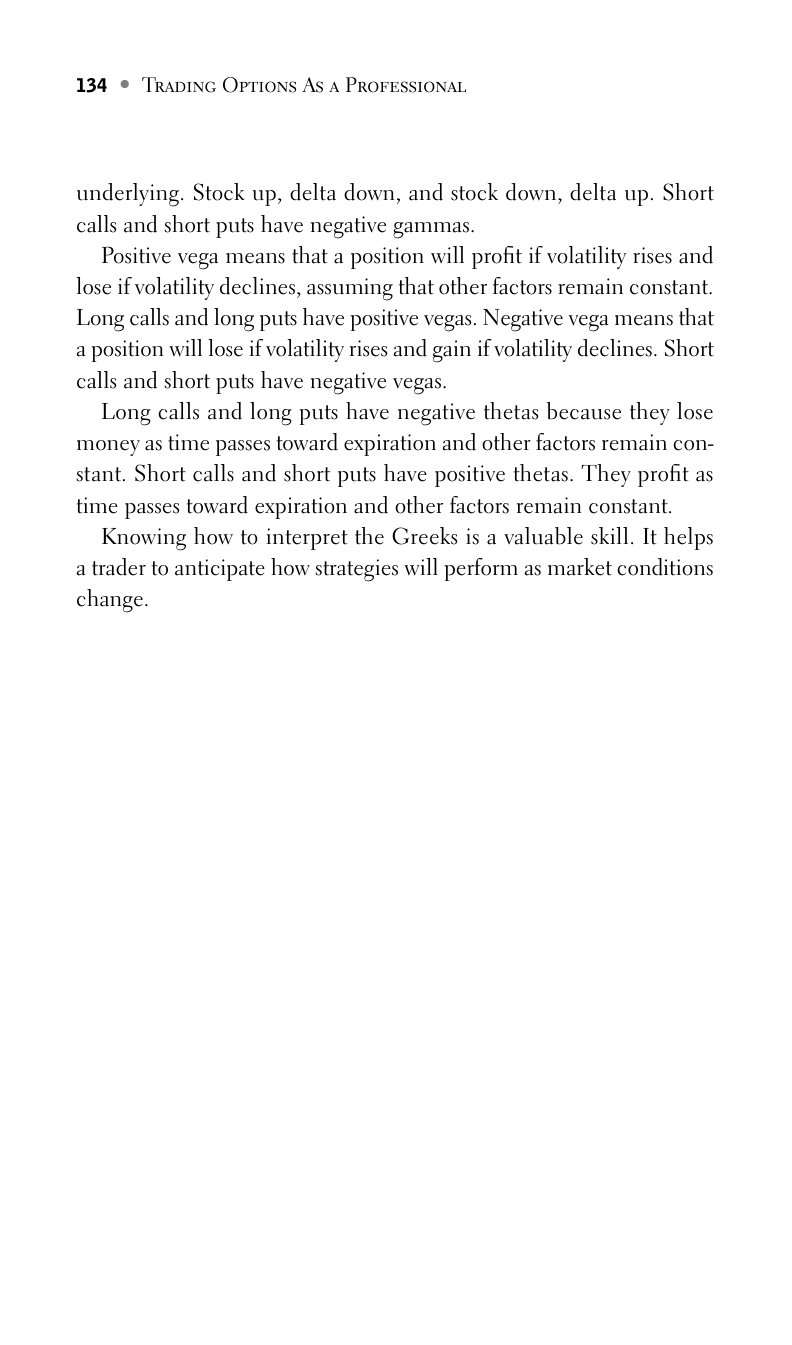 134 • Trading Options As a Professional
underlying. Stock up, delta down, and stock down, delta up. Short
calls and short puts have negative gammas.
Positive vega means that a position will profit if volatility rises and
lose if volatility declines, assuming that other factors remain constant.
Long calls and long puts have positive vegas. Negative vega means that
a position will lose if volatility rises and gain if volatility declines. Short
calls and short puts have negative vegas.
Long calls and long puts have negative thetas because they lose
money as time passes toward expiration and other factors remain con-
stant. Short calls and short puts have positive thetas. They profit as
time passes toward expiration and other factors remain constant.
Knowing how to interpret the Greeks is a valuable skill. It helps
a trader to anticipate how strategies will perform as market conditions
change.